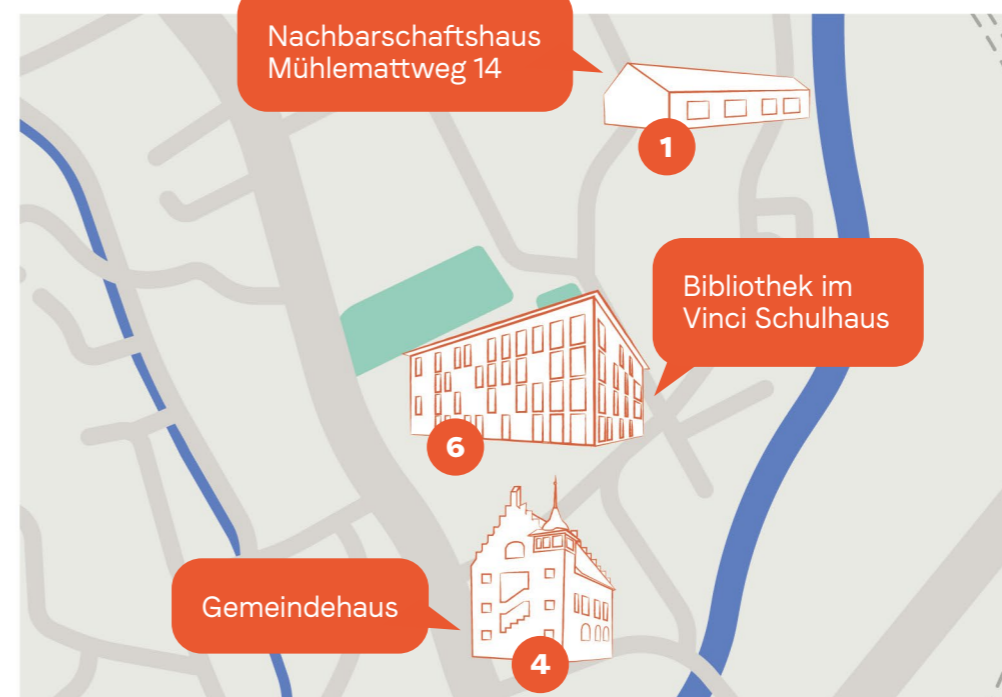 Nachbarschaftshaus
Mühlemattweg 14
1
Bibliothek im
Vinci Schulhaus
6
Gemeindehaus
4